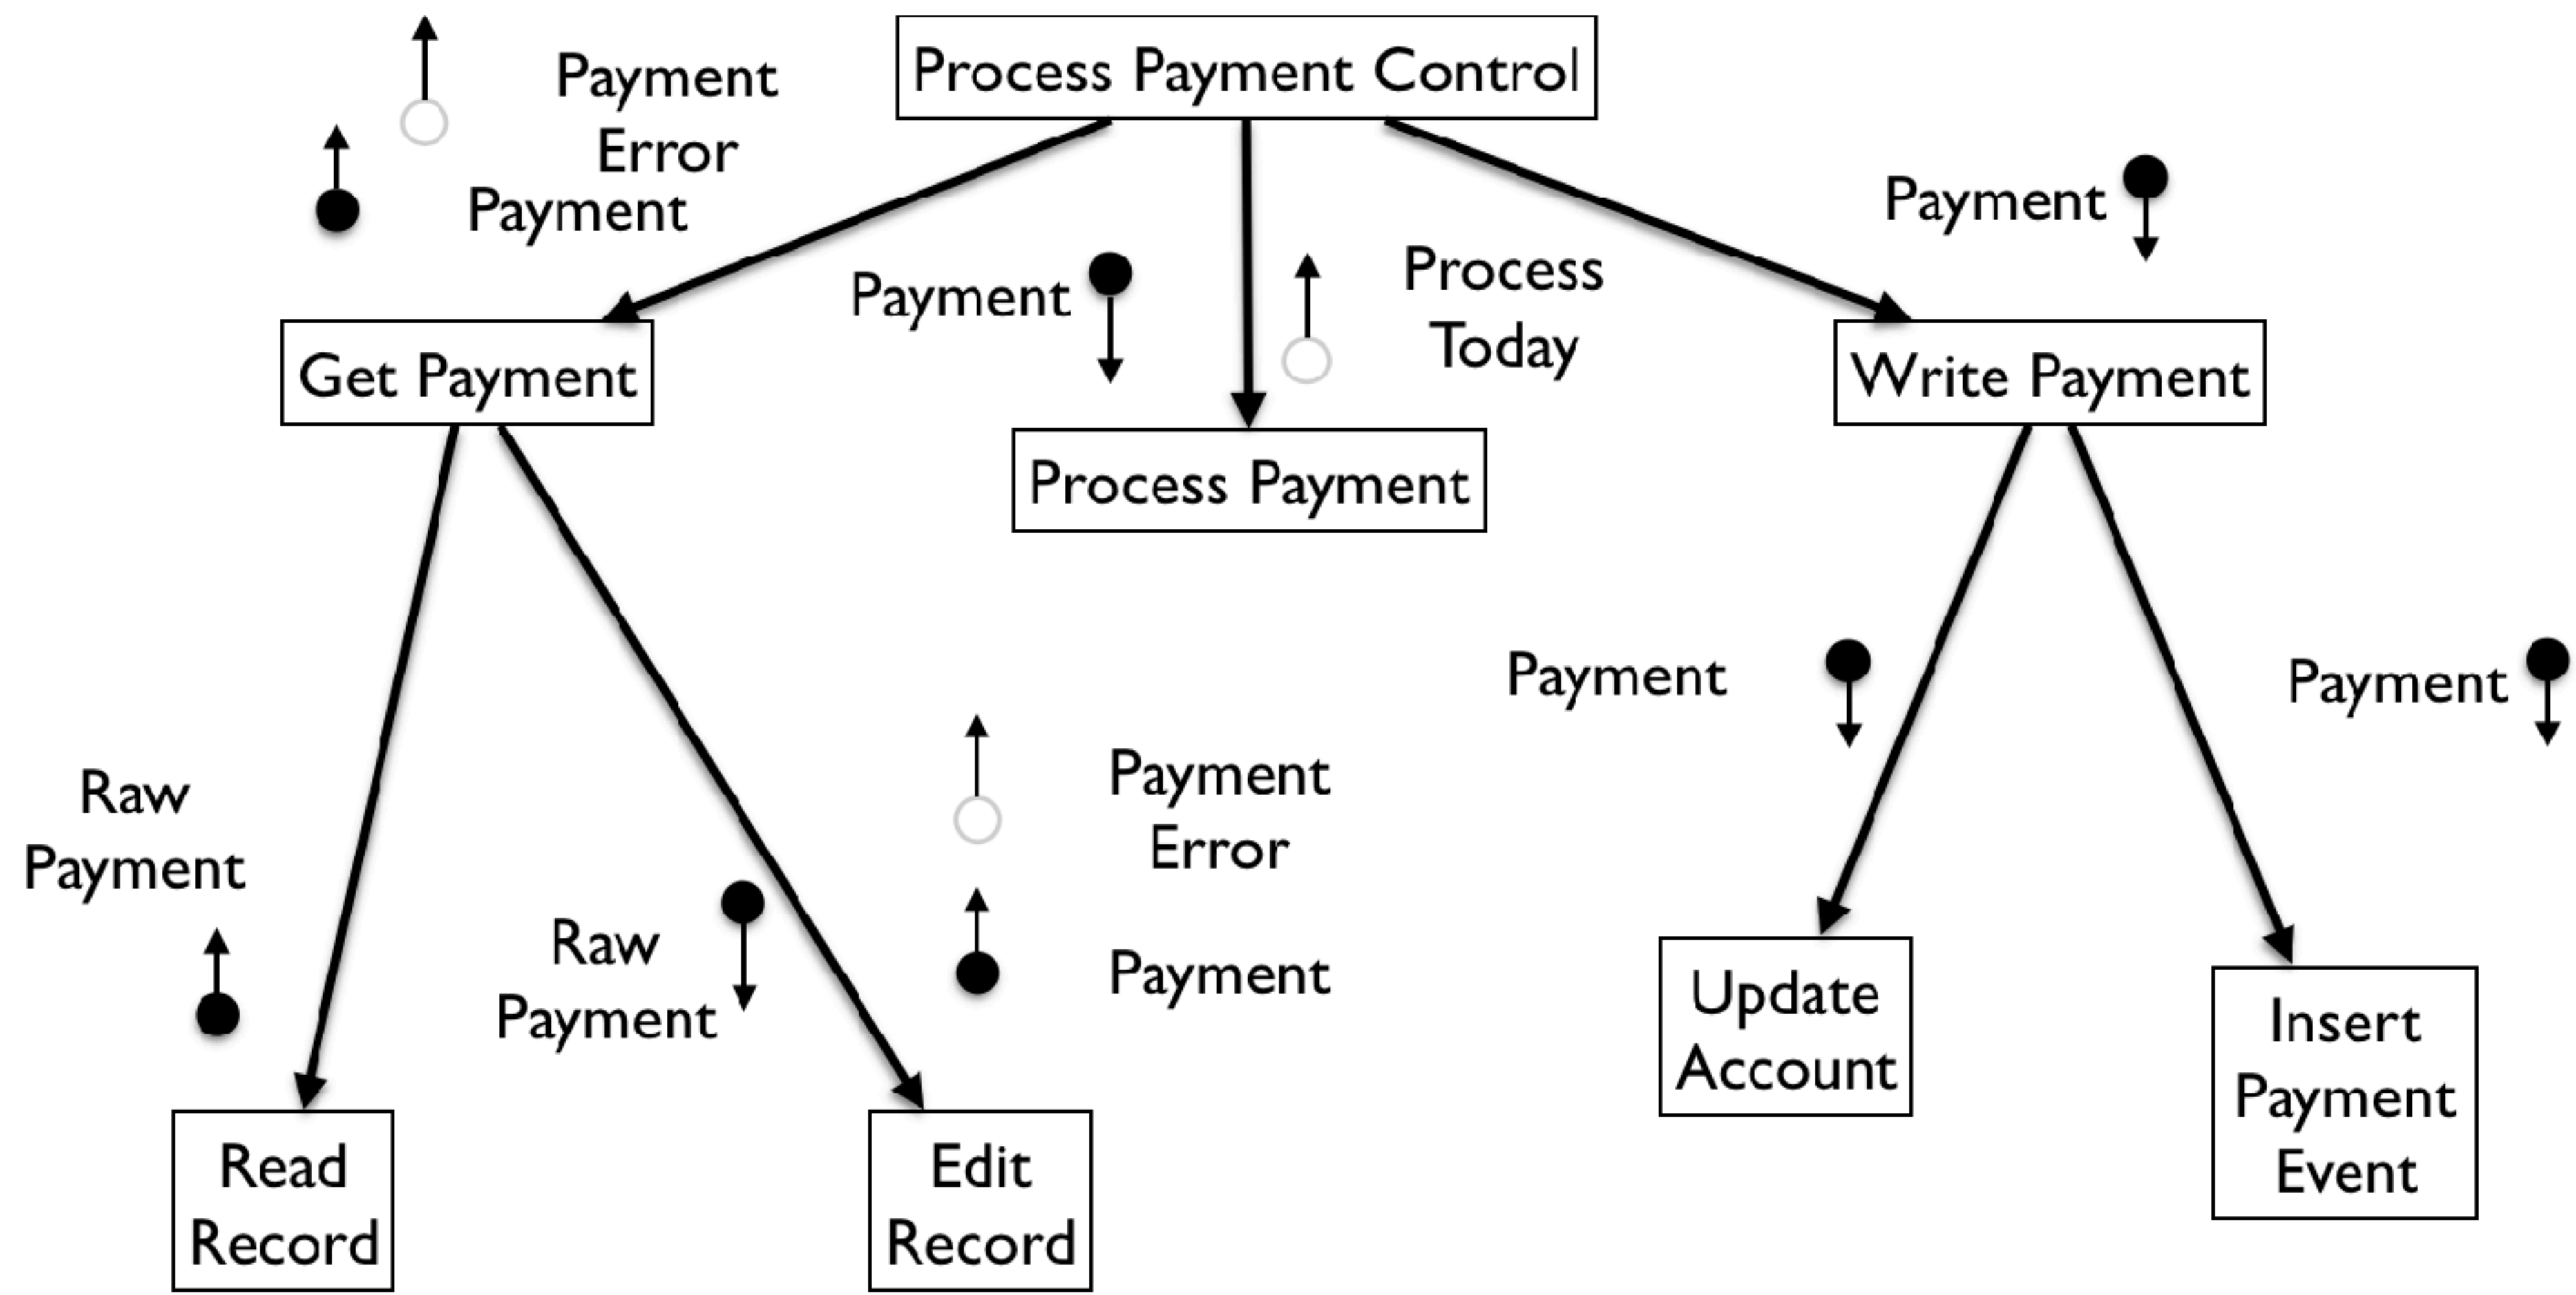 Process Payment Control
Payment
Error
Payment
Payment
Payment
Process
Today
Get Payment
Write Payment
Process Payment
Payment
Payment
Raw
Payment
Payment
Error
Raw
Payment
Payment
Update
Account
Insert
Payment
Event
Read
Record
Edit
Record